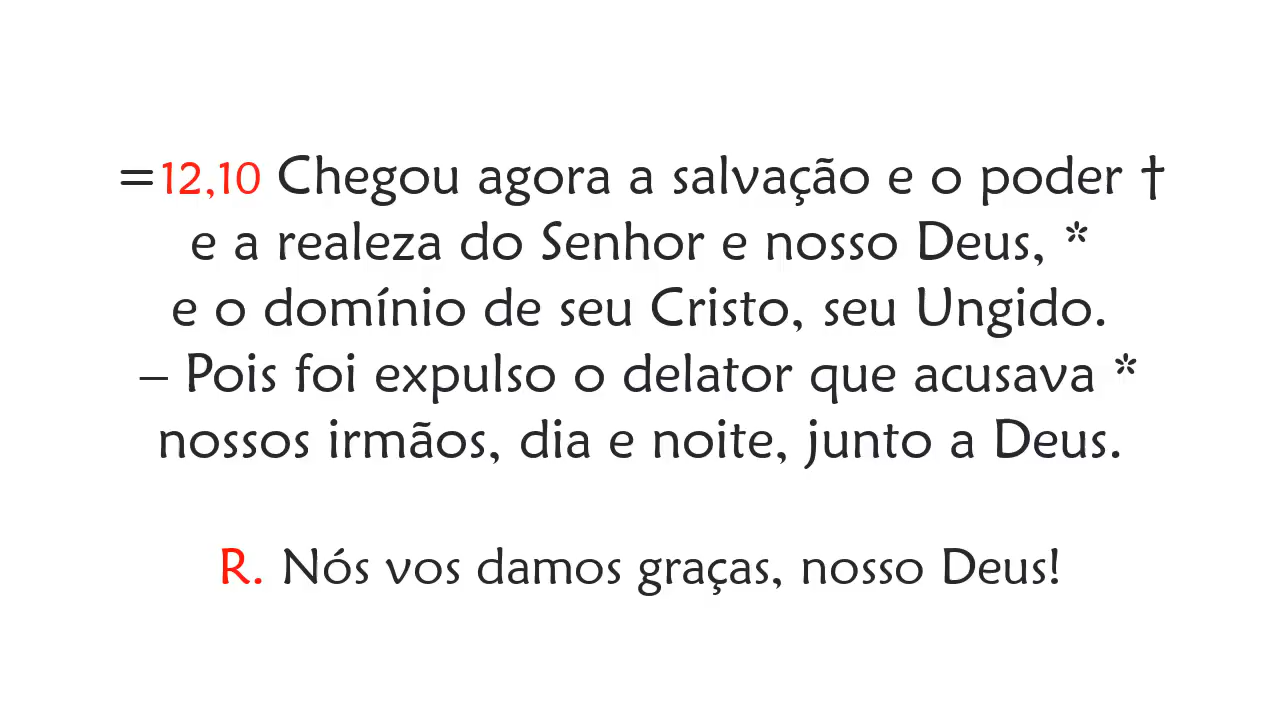 =12,10 Chegou agora a salvação e o poder †
e a realeza do Senhor e nosso Deus, *
e o domínio de seu Cristo, seu Ungido.
– Pois foi expulso o delator que acusava *
nossos irmãos, dia e noite, junto a Deus.
R. Nós vos damos graças, nosso Deus!